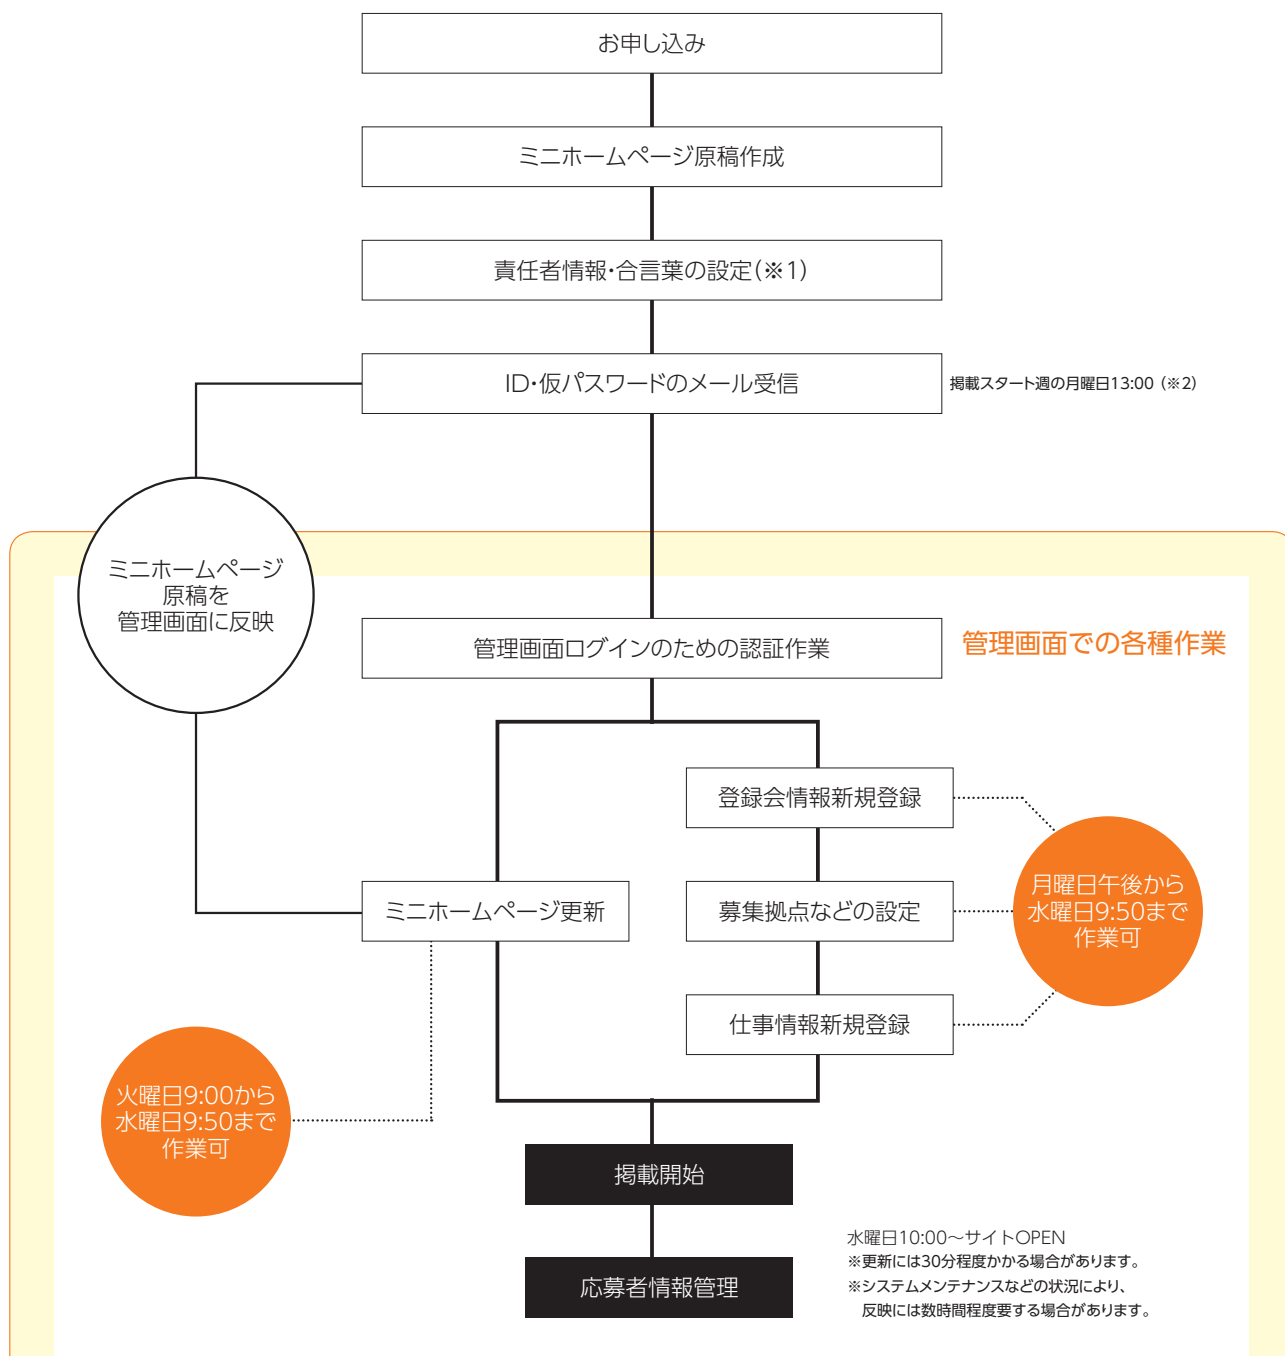 お申し込み
ミニホームページ原稿作成
責任者情報・合言葉の設定(※1)
ID・仮パスワードのメール受信
掲載スタート週の月曜日13:00 (※2)
ミニホームページ
原稿を
管理画面に反映
管理画面ログインのための認証作業
管理画面での各種作業
登録会情報新規登録
月曜日午後から
水曜日9:50まで
作業可
ミニホームページ更新
募集拠点などの設定
仕事情報新規登録
火曜日9:00から
水曜日9:50まで
作業可
掲載開始
水曜日10:00〜サイトOPEN
※更新には30分程度かかる場合があります。
※システムメンテナンスなどの状況により、
反映には数時間程度要する場合があります。
応募者情報管理